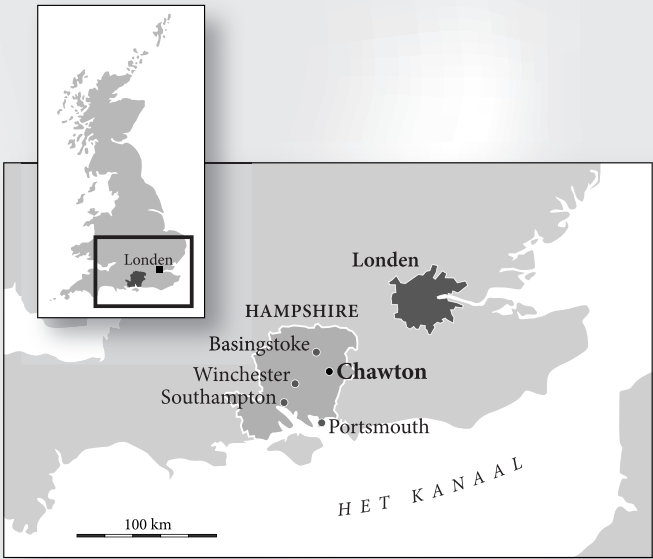 Londen
Londen
HAMPSHIRE
Basingstoke
Chawton
Winchester
Southampton
Portsmouth
HET KANAAL
100 km